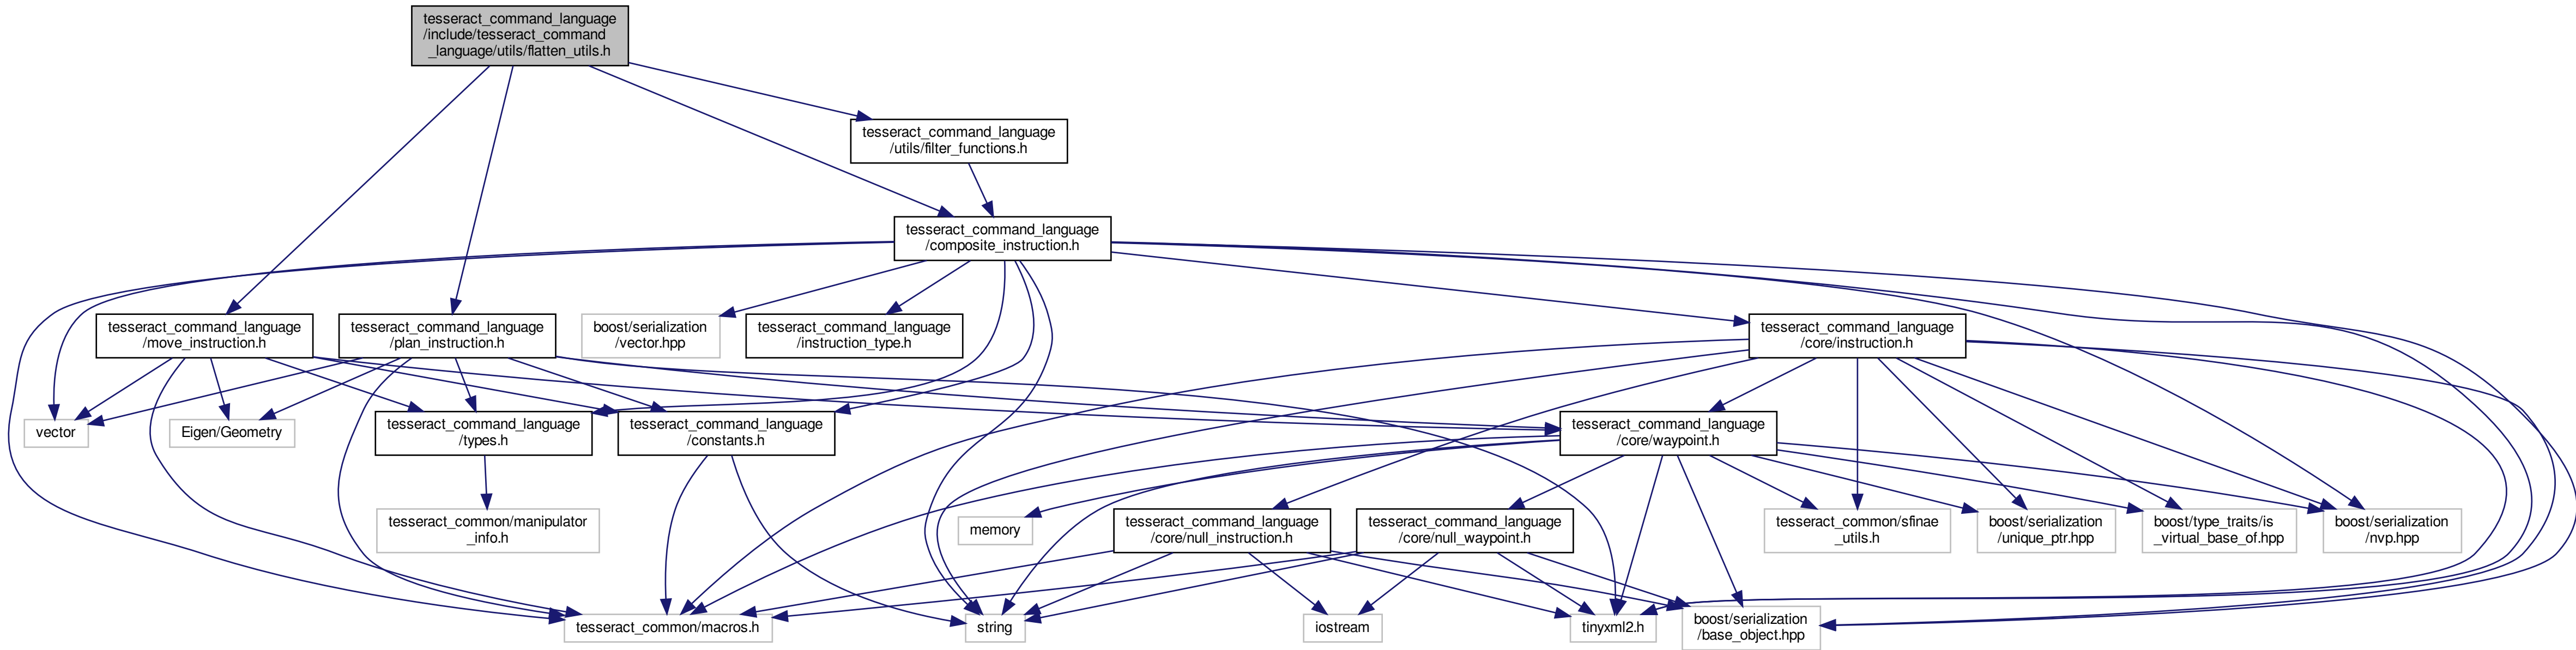 tesseract_command_language
/include/tesseract_command
_language/utils/flatten_utils.h
tesseract_command_language
/utils/filter_functions.h
tesseract_command_language
/composite_instruction.h
tesseract_command_language
/move_instruction.h
tesseract_command_language
/plan_instruction.h
boost/serialization
/vector.hpp
tesseract_command_language
/instruction_type.h
tesseract_command_language
/core/instruction.h
vector
Eigen/Geometry
tesseract_command_language
/types.h
tesseract_command_language
/constants.h
tesseract_command_language
/core/waypoint.h
tesseract_common/manipulator
_info.h
memory
tesseract_command_language
/core/null_instruction.h
tesseract_command_language
/core/null_waypoint.h
tesseract_common/sfinae
_utils.h
boost/serialization
/unique_ptr.hpp
boost/type_traits/is
_virtual_base_of.hpp
boost/serialization
/nvp.hpp
tesseract_common/macros.h
string
iostream
tinyxml2.h
boost/serialization
/base_object.hpp